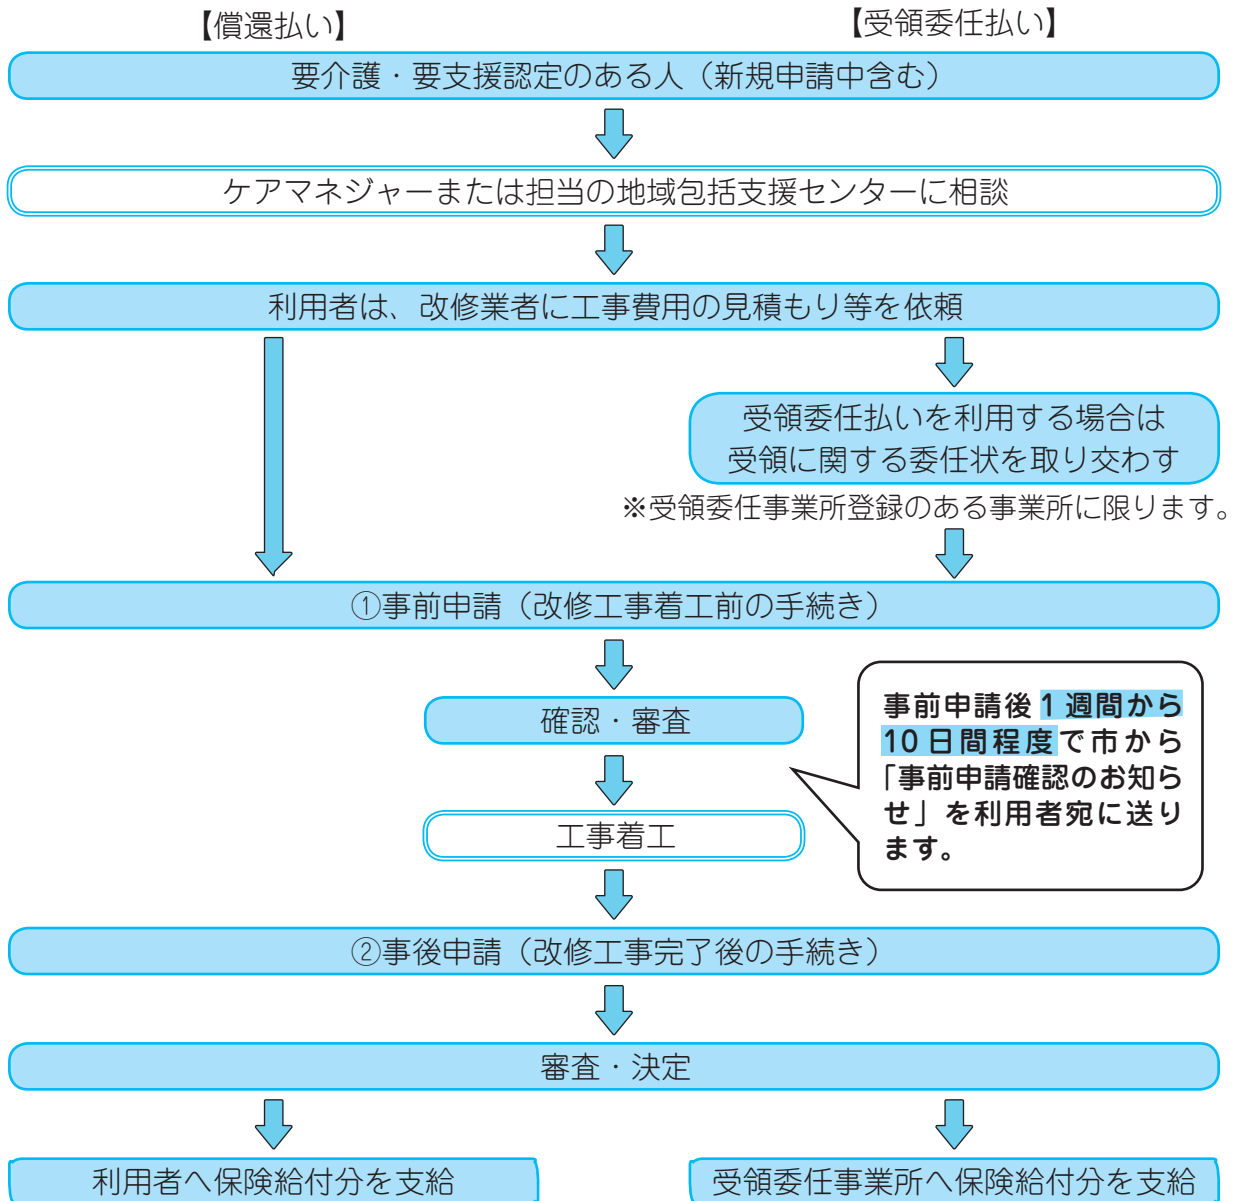 【償還払い】
【受領委任払い】
要介護・要支援認定のある人（新規申請中含む）
ケアマネジャーまたは担当の地域包括支援センターに相談
利用者は、改修業者に工事費用の見積もり等を依頼
受領委任払いを利用する場合は
受領に関する委任状を取り交わす
※受領委任事業所登録のある事業所に限ります。
①事前申請（改修工事着工前の手続き）
確認・審査
事前申請後１週間から
10日間程度で市から
「事前申請確認のお知ら
せ」を利用者宛に送り
ます。
工事着工
②事後申請（改修工事完了後の手続き）
審査・決定
利用者へ保険給付分を支給
受領委任事業所へ保険給付分を支給